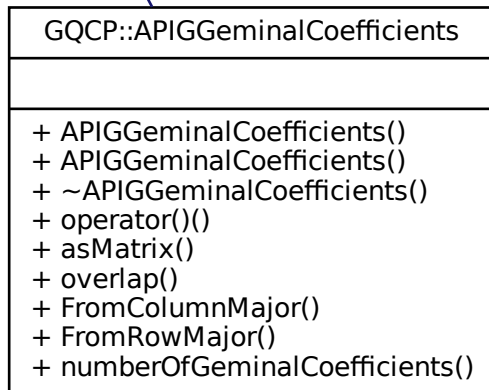 GQCP::APIGGeminalCoefficients
+ APIGGeminalCoefficients()
+ APIGGeminalCoefficients()
+ ~APIGGeminalCoefficients()
+ operator()()
+ asMatrix()
+ overlap()
+ FromColumnMajor()
+ FromRowMajor()
+ numberOfGeminalCoefficients()